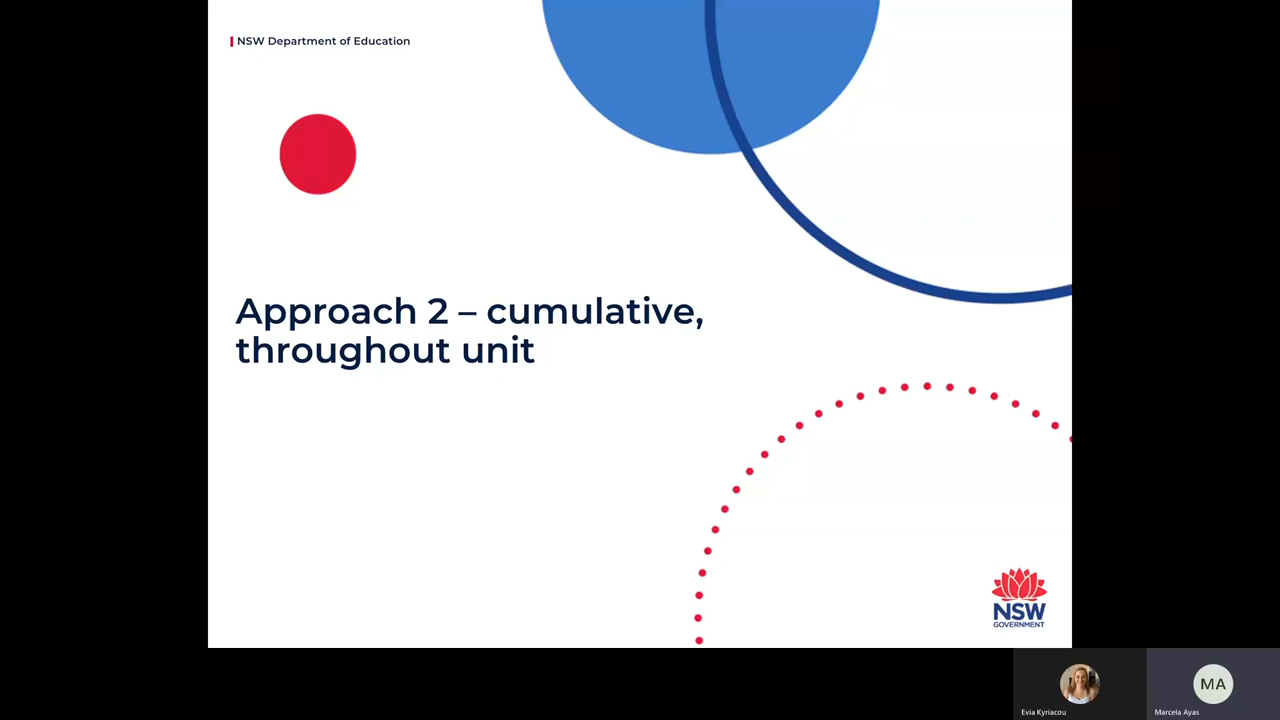 NSW Department of Education
Approach 2 – cumulative,
throughout unit
NSW
GOVERNMENT
Evia Kyriacou
MA
Marcela Ayas